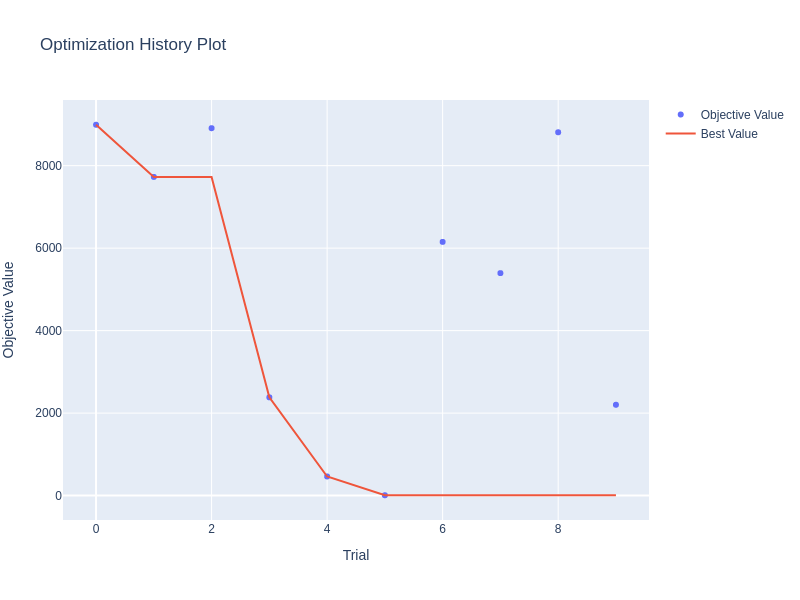 Optimization History Plot
Objective Value
Best Value
8000
6000
4000
2000
0
Objective Value
0 2 4 6 8
Trial